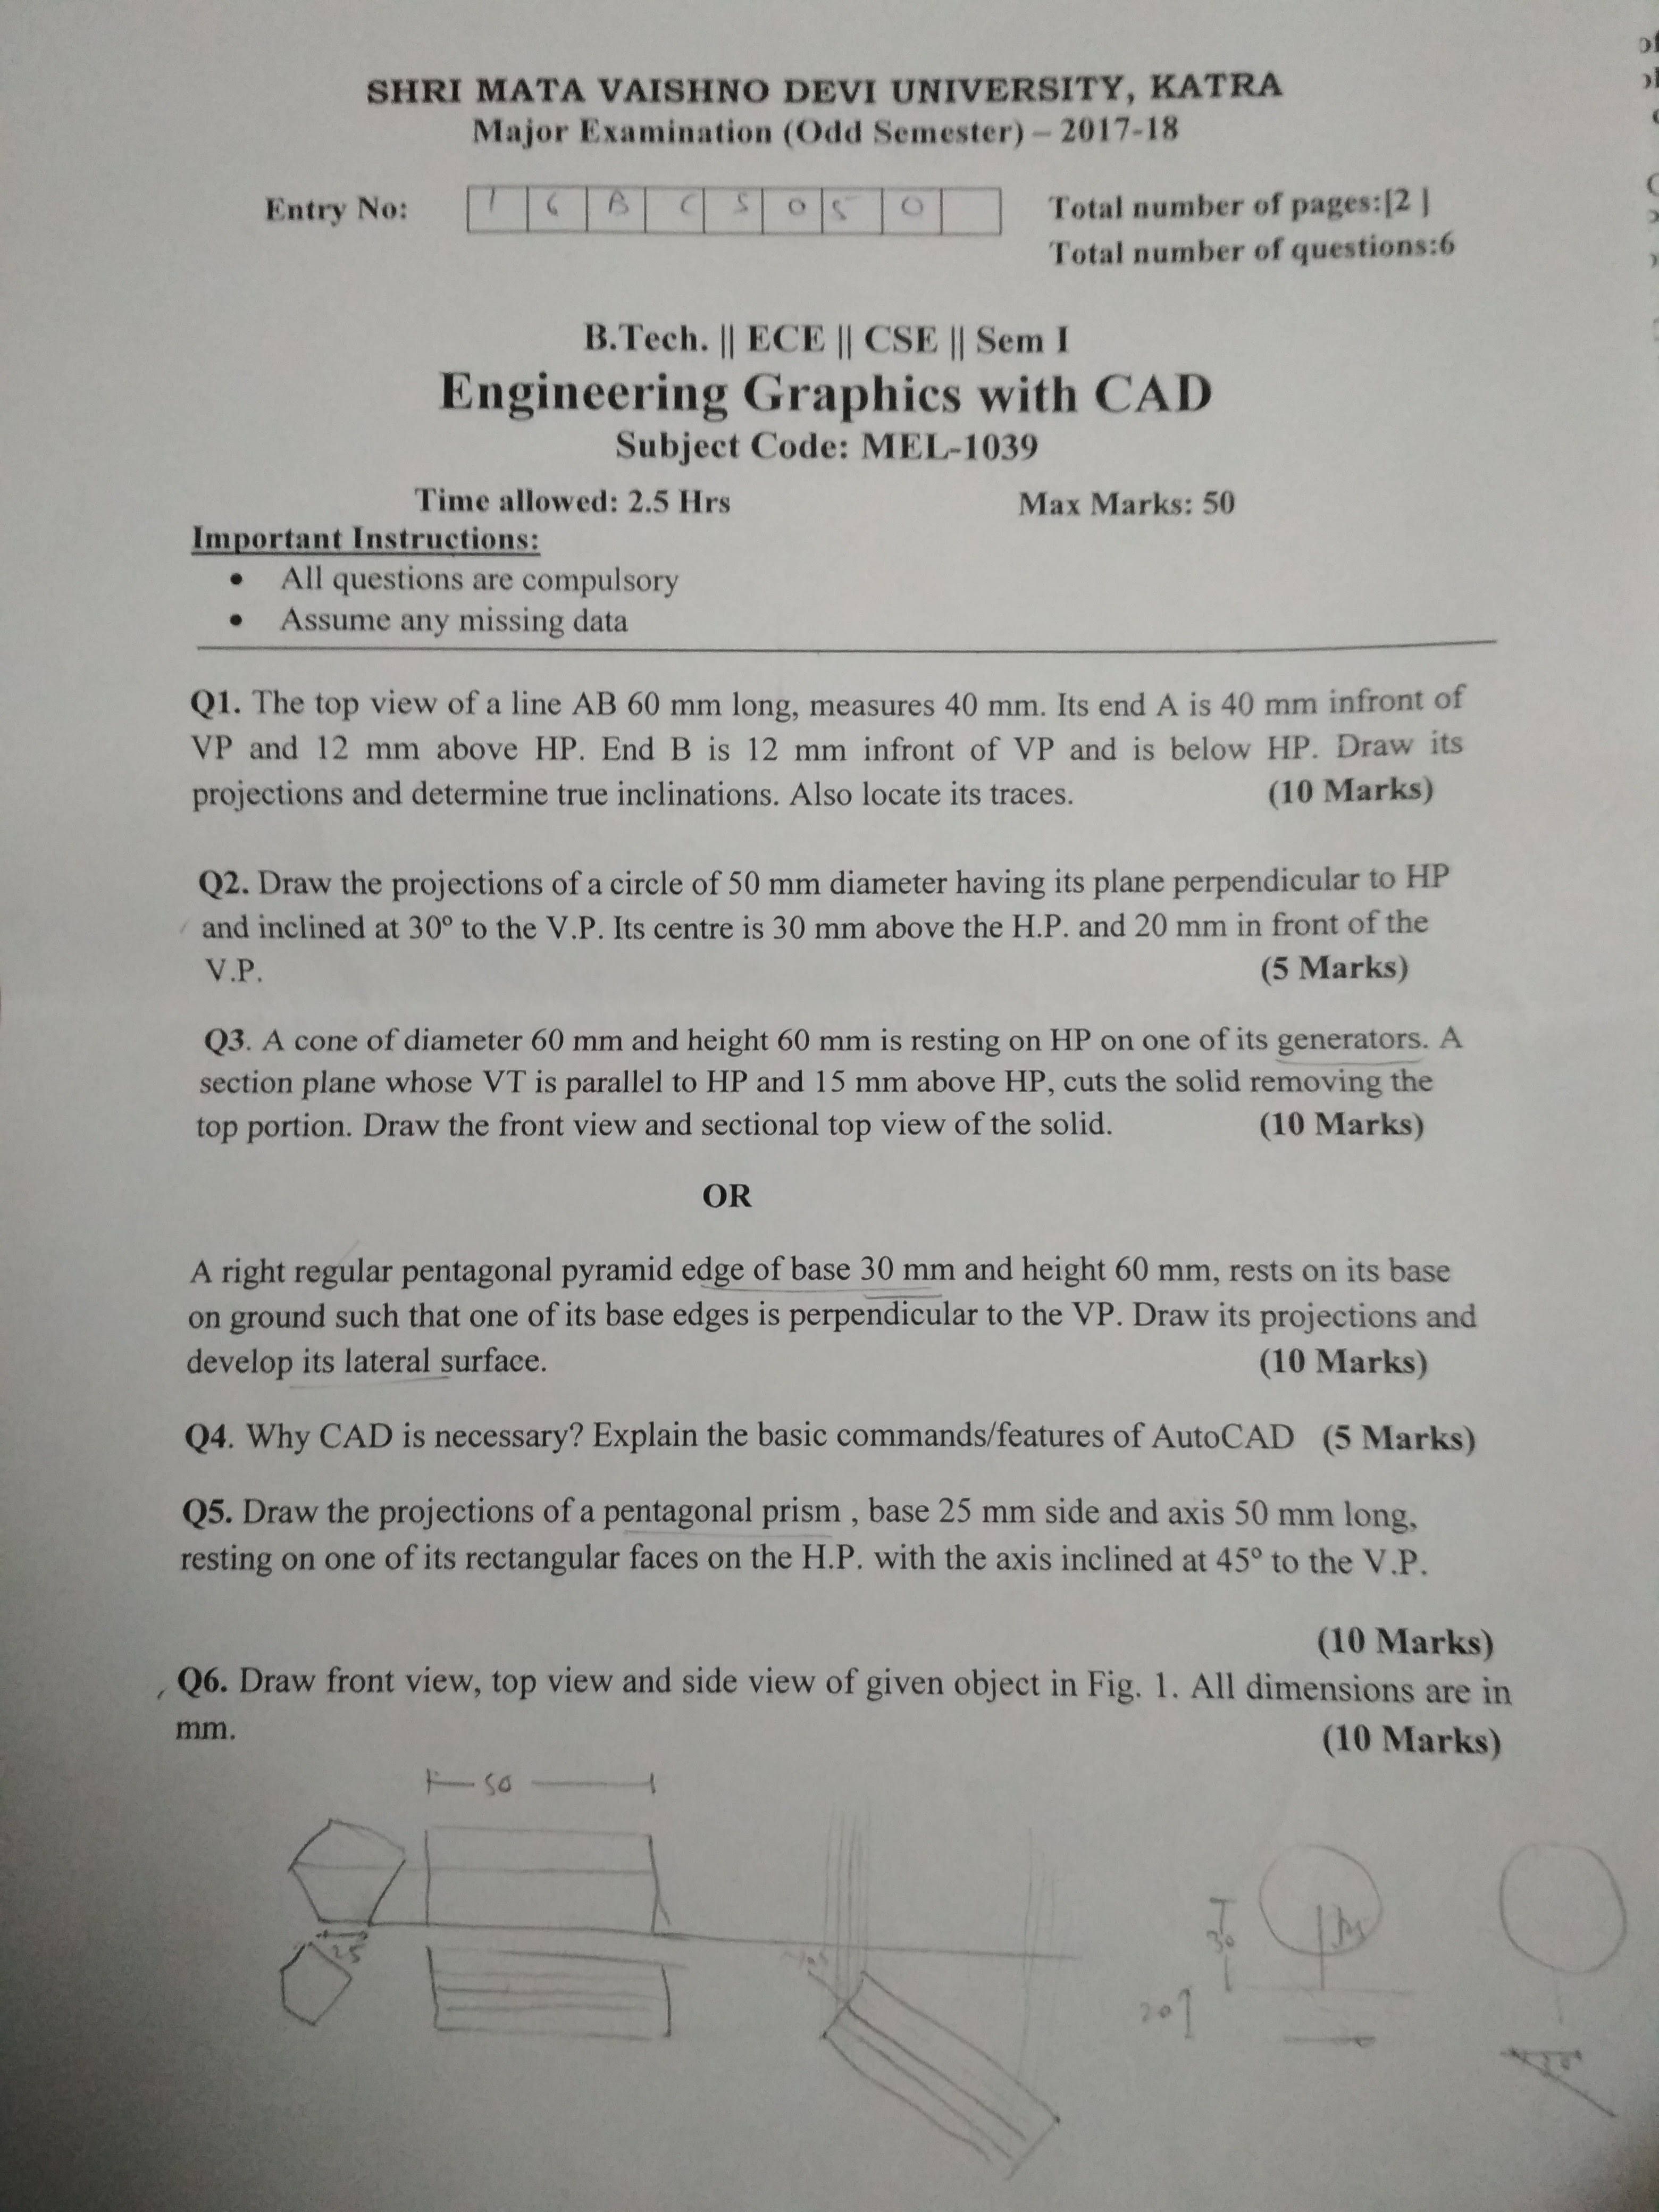 SHRI MATA VAISHNO DEVI UNIVERSITY, KATRA
Major Examination (Odd Semester) – 2017-18
Entry No: 1 6 B C S 0 5 0
Total number of pages:[2 ]
Total number of questions:6
B.Tech. || ECE || CSE || Sem I
Engineering Graphics with CAD
Subject Code: MEL-1039
Time allowed: 2.5 Hrs Max Marks: 50
Important Instructions:
• All questions are compulsory
• Assume any missing data
Q1. The top view of a line AB 60 mm long, measures 40 mm. Its end A is 40 mm infront of
VP and 12 mm above HP. End B is 12 mm infront of VP and is below HP. Draw its
projections and determine true inclinations. Also locate its traces. (10 Marks)
Q2. Draw the projections of a circle of 50 mm diameter having its plane perpendicular to HP
and inclined at 30º to the V.P. Its centre is 30 mm above the H.P. and 20 mm in front of the
V.P. (5 Marks)
Q3. A cone of diameter 60 mm and height 60 mm is resting on HP on one of its generators. A
section plane whose VT is parallel to HP and 15 mm above HP, cuts the solid removing the
top portion. Draw the front view and sectional top view of the solid. (10 Marks)
OR
A right regular pentagonal pyramid edge of base 30 mm and height 60 mm, rests on its base
on ground such that one of its base edges is perpendicular to the VP. Draw its projections and
develop its lateral surface. (10 Marks)
Q4. Why CAD is necessary? Explain the basic commands/features of AutoCAD (5 Marks)
Q5. Draw the projections of a pentagonal prism , base 25 mm side and axis 50 mm long,
resting on one of its rectangular faces on the H.P. with the axis inclined at 45º to the V.P.
(10 Marks)
Q6. Draw front view, top view and side view of given object in Fig. 1. All dimensions are in
mm. (10 Marks)
50
25
30
20